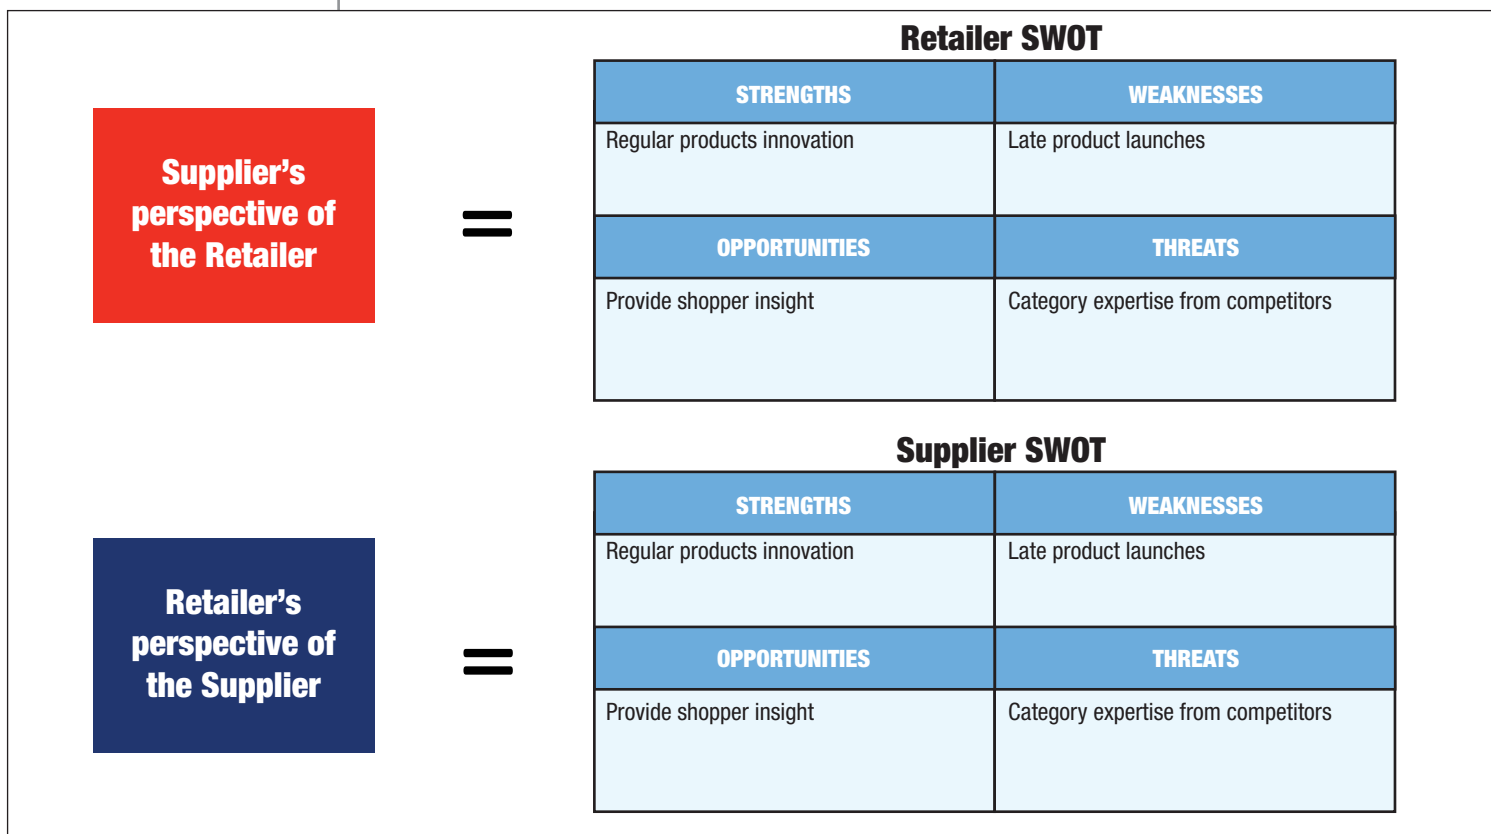 Retailer SWOT
Supplier's
perspective of
the Retailer
=
STRENGTHS
WEAKNESSES
Regular products innovation
Late product launches
OPPORTUNITIES
THREATS
Provide shopper insight
Category expertise from competitors
Supplier SWOT
Retailer's
perspective of
the Supplier
=
STRENGTHS
WEAKNESSES
Regular products innovation
Late product launches
OPPORTUNITIES
THREATS
Provide shopper insight
Category expertise from competitors